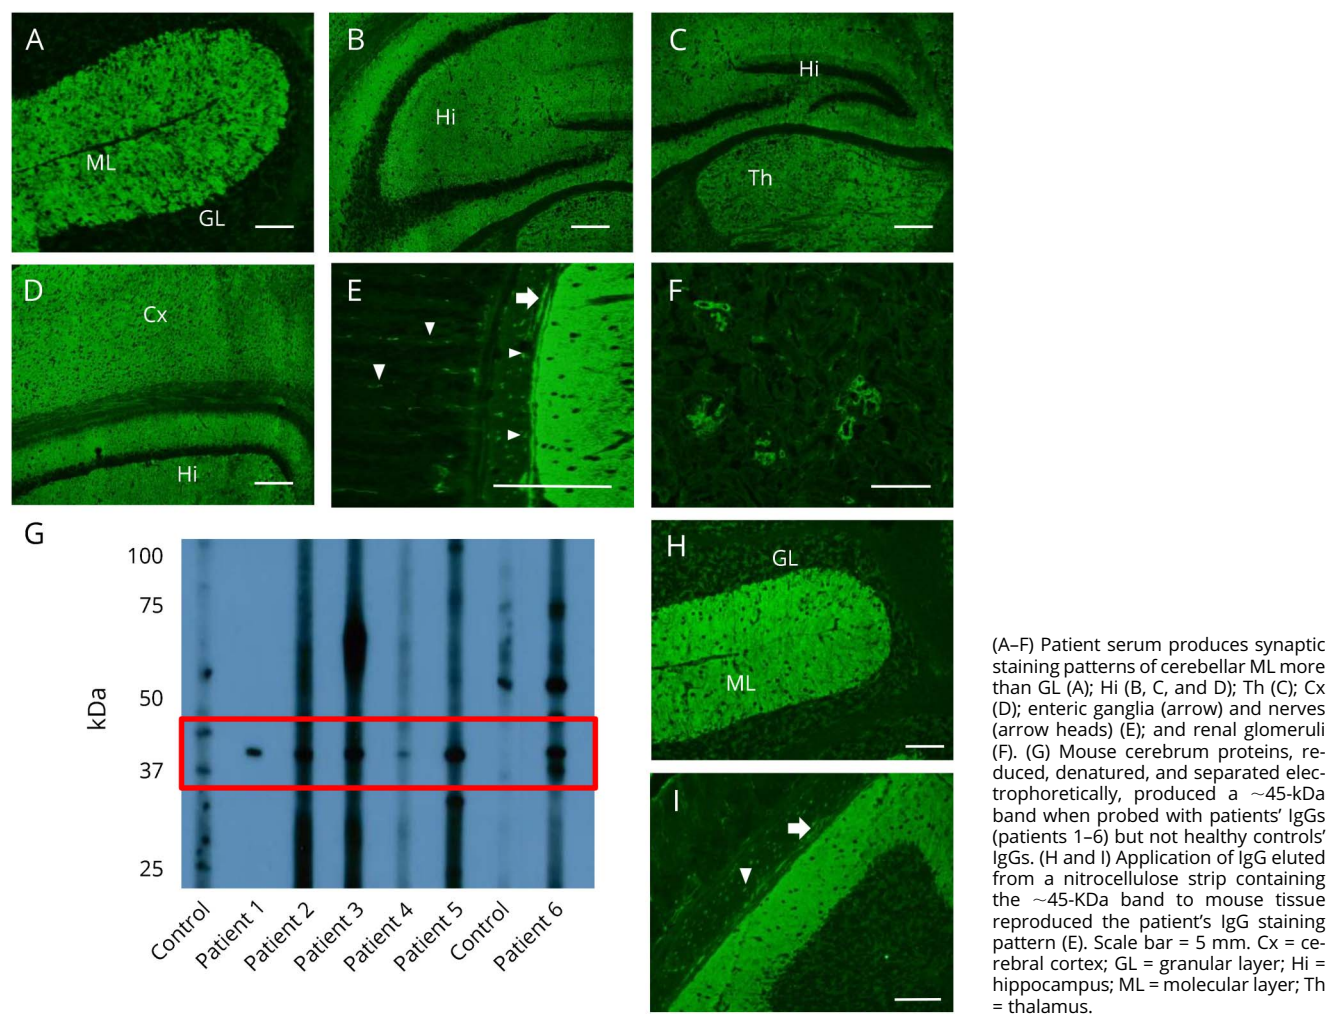 A
ML
GL
B
Hi
C
Hi
Th
D
Cx
Hi
E
F
G
100
75
50
37
25
kDa
Control
Patient 1
Patient 2
Patient 3
Patient 4
Patient 5
Control
Patient 6
H
GL
ML
I
(A–F) Patient serum produces synaptic
staining patterns of cerebellar ML more
than GL (A); Hi (B, C, and D); Th (C); Cx
(D); enteric ganglia (arrow) and nerves
(arrow heads) (E); and renal glomeruli
(F). (G) Mouse cerebrum proteins, re-
duced, denatured, and separated elec-
trophoretically, produced a ~45-kDa
band when probed with patients’ IgGs
(patients 1–6) but not healthy controls’
IgGs. (H and I) Application of IgG eluted
from a nitrocellulose strip containing
the ~45-KDa band to mouse tissue
reproduced the patient’s IgG staining
pattern (E). Scale bar = 5 mm. Cx = ce-
rebral cortex; GL = granular layer; Hi =
hippocampus; ML = molecular layer; Th
= thalamus.